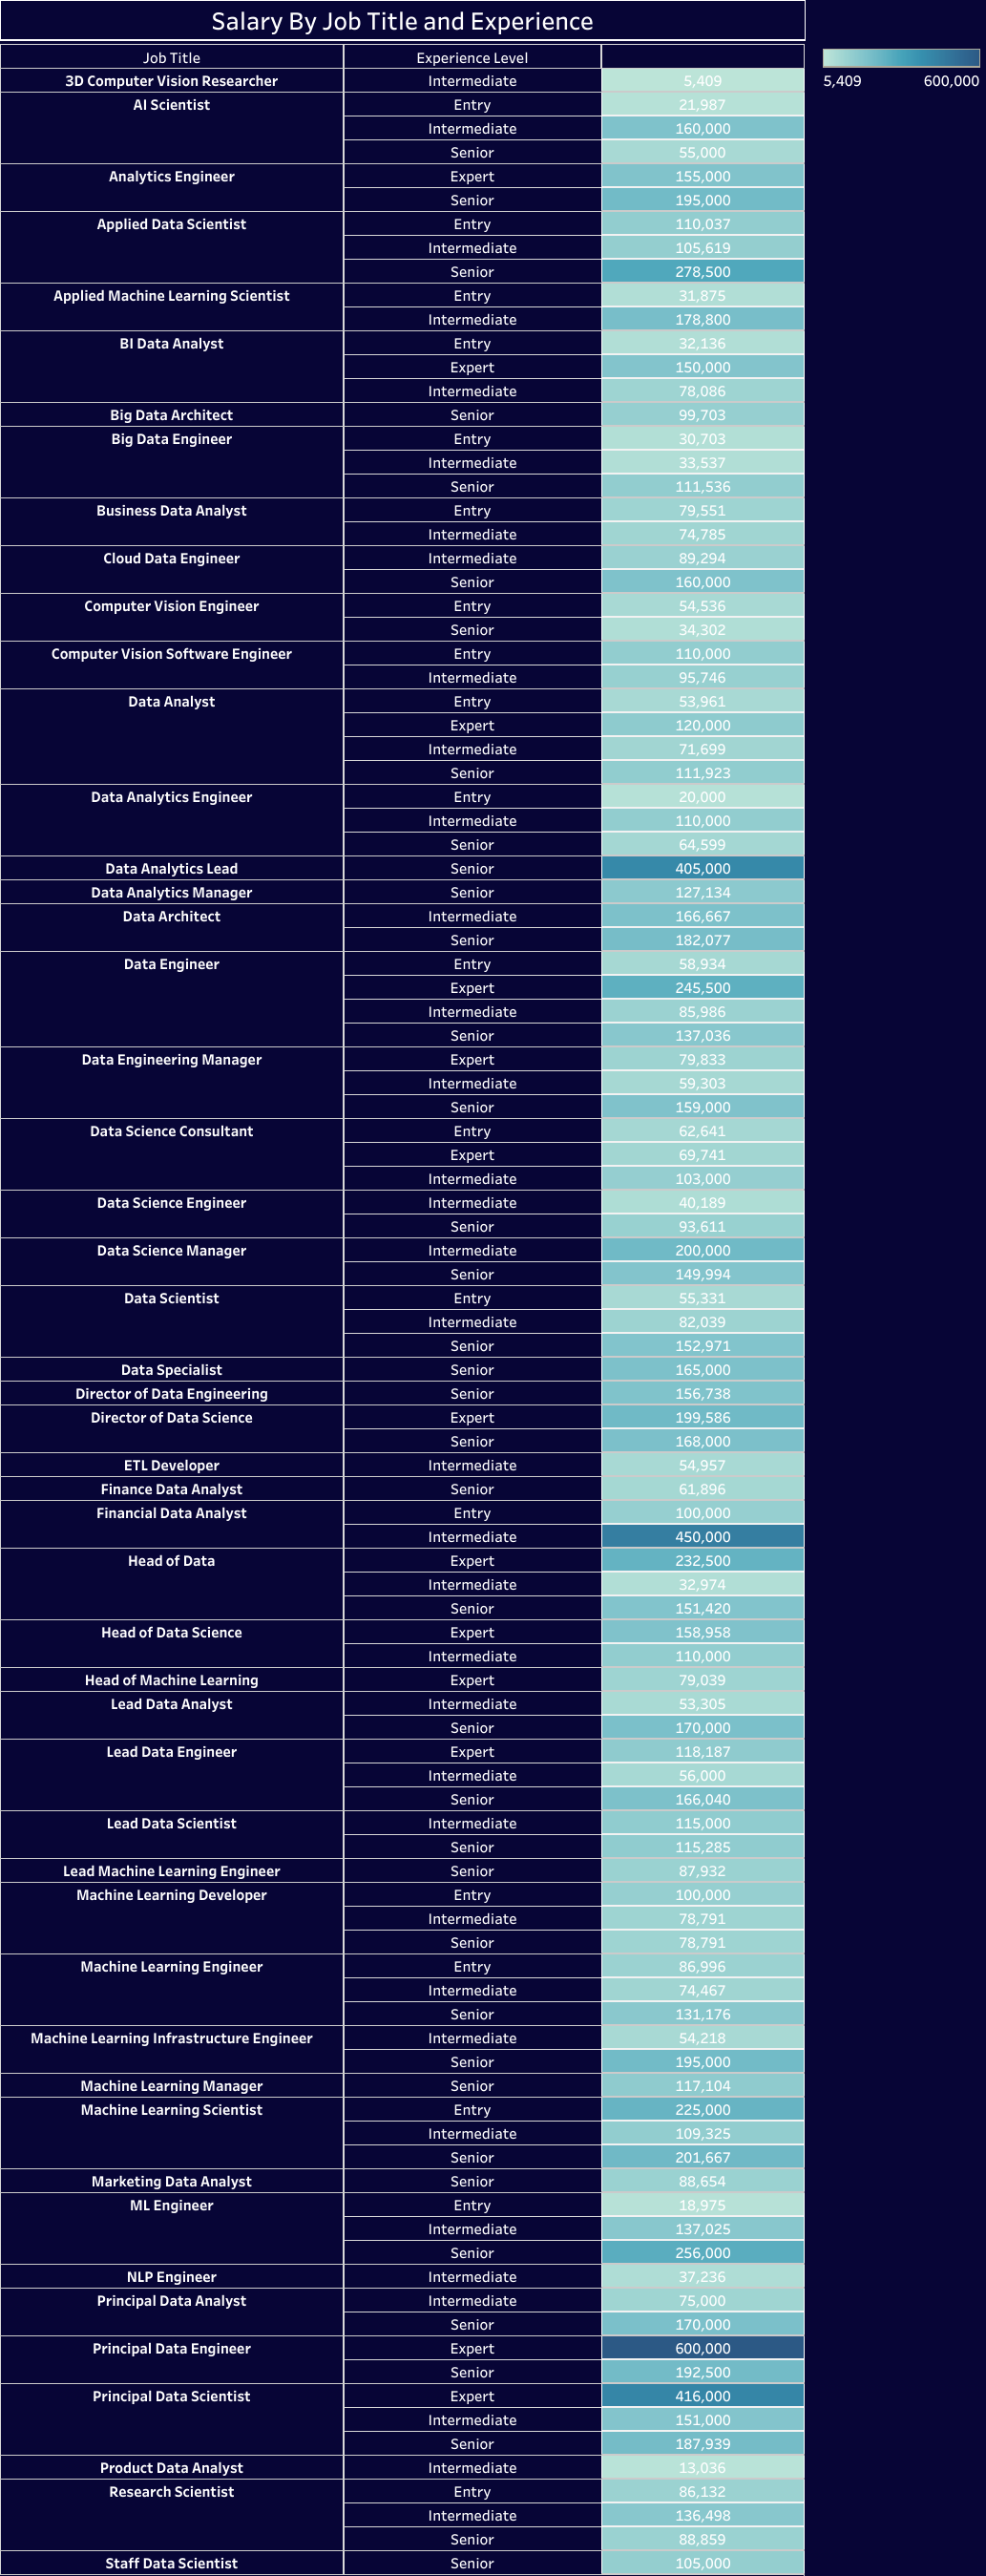 Salary By Job Title and Experience
Job Title Experience Level
5,409 600,000
3D Computer Vision Researcher Intermediate 5,409
AI Scientist Entry 21,987
Intermediate 160,000
Senior 55,000
Analytics Engineer Expert 155,000
Senior 195,000
Applied Data Scientist Entry 110,037
Intermediate 105,619
Senior 278,500
Applied Machine Learning Scientist Entry 31,875
Intermediate 178,800
BI Data Analyst Entry 32,136
Expert 150,000
Intermediate 78,086
Big Data Architect Senior 99,703
Big Data Engineer Entry 30,703
Intermediate 33,537
Senior 111,536
Business Data Analyst Entry 79,551
Intermediate 74,785
Cloud Data Engineer Intermediate 89,294
Senior 160,000
Computer Vision Engineer Entry 54,536
Senior 34,302
Computer Vision Software Engineer Entry 110,000
Intermediate 95,746
Data Analyst Entry 53,961
Expert 120,000
Intermediate 71,699
Senior 111,923
Data Analytics Engineer Entry 20,000
Intermediate 110,000
Senior 64,599
Data Analytics Lead Senior 405,000
Data Analytics Manager Senior 127,134
Data Architect Intermediate 166,667
Senior 182,077
Data Engineer Entry 58,934
Expert 245,500
Intermediate 85,986
Senior 137,036
Data Engineering Manager Expert 79,833
Intermediate 59,303
Senior 159,000
Data Science Consultant Entry 62,641
Expert 69,741
Intermediate 103,000
Data Science Engineer Intermediate 40,189
Senior 93,611
Data Science Manager Intermediate 200,000
Senior 149,994
Data Scientist Entry 55,331
Intermediate 82,039
Senior 152,971
Data Specialist Senior 165,000
Director of Data Engineering Senior 156,738
Director of Data Science Expert 199,586
Senior 168,000
ETL Developer Intermediate 54,957
Finance Data Analyst Senior 61,896
Financial Data Analyst Entry 100,000
Intermediate 450,000
Head of Data Expert 232,500
Intermediate 32,974
Senior 151,420
Head of Data Science Expert 158,958
Intermediate 110,000
Head of Machine Learning Expert 79,039
Lead Data Analyst Intermediate 53,305
Senior 170,000
Lead Data Engineer Expert 118,187
Intermediate 56,000
Senior 166,040
Lead Data Scientist Intermediate 115,000
Senior 115,285
Lead Machine Learning Engineer Senior 87,932
Machine Learning Developer Entry 100,000
Intermediate 78,791
Senior 78,791
Machine Learning Engineer Entry 86,996
Intermediate 74,467
Senior 131,176
Machine Learning Infrastructure Engineer Intermediate 54,218
Senior 195,000
Machine Learning Manager Senior 117,104
Machine Learning Scientist Entry 225,000
Intermediate 109,325
Senior 201,667
Marketing Data Analyst Senior 88,654
ML Engineer Entry 18,975
Intermediate 137,025
Senior 256,000
NLP Engineer Intermediate 37,236
Principal Data Analyst Intermediate 75,000
Senior 170,000
Principal Data Engineer Expert 600,000
Senior 192,500
Principal Data Scientist Expert 416,000
Intermediate 151,000
Senior 187,939
Product Data Analyst Intermediate 13,036
Research Scientist Entry 86,132
Intermediate 136,498
Senior 88,859
Staff Data Scientist Senior 105,000